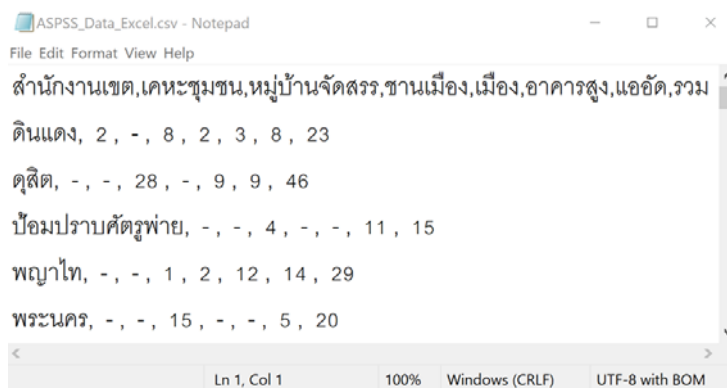 ASPSS_Data_Excel.csv - Notepad
File Edit Format View Help
สำนักงานเขต,เคหะชุมชน,หมู่บ้านจัดสรร,ชานเมือง,เมือง,อาคารสูง,แออัด,รวม
ดินแดง, 2 , - , 8 , 2 , 3 , 8 , 23
ดุสิต, - , - , 28 , - , 9 , 9 , 46
ป้อมปราบศัตรูพ่าย, - , - , 4 , - , - , 11 , 15
พญาไท, - , - , 1 , 2 , 12 , 14 , 29
พระนคร, - , - , 15 , - , - , 5 , 20
Ln 1, Col 1 100% Windows (CRLF) UTF-8 with BOM